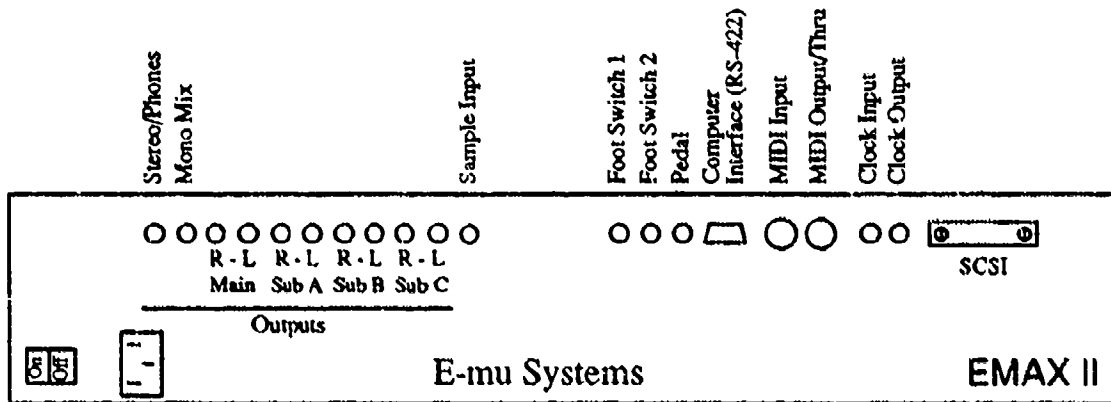 Stereo/Phones
Mono Mix
Sample Input
Foot Switch 1
Foot Switch 2
Pedal
Computer
Interface (RS-422)
MIDI Input
MIDI Output/Thru
Clock Input
Clock Output
R - L R - L R - L R - L
Main Sub A Sub B Sub C
SCSI
Outputs
On Off
E-mu Systems
EMAX II